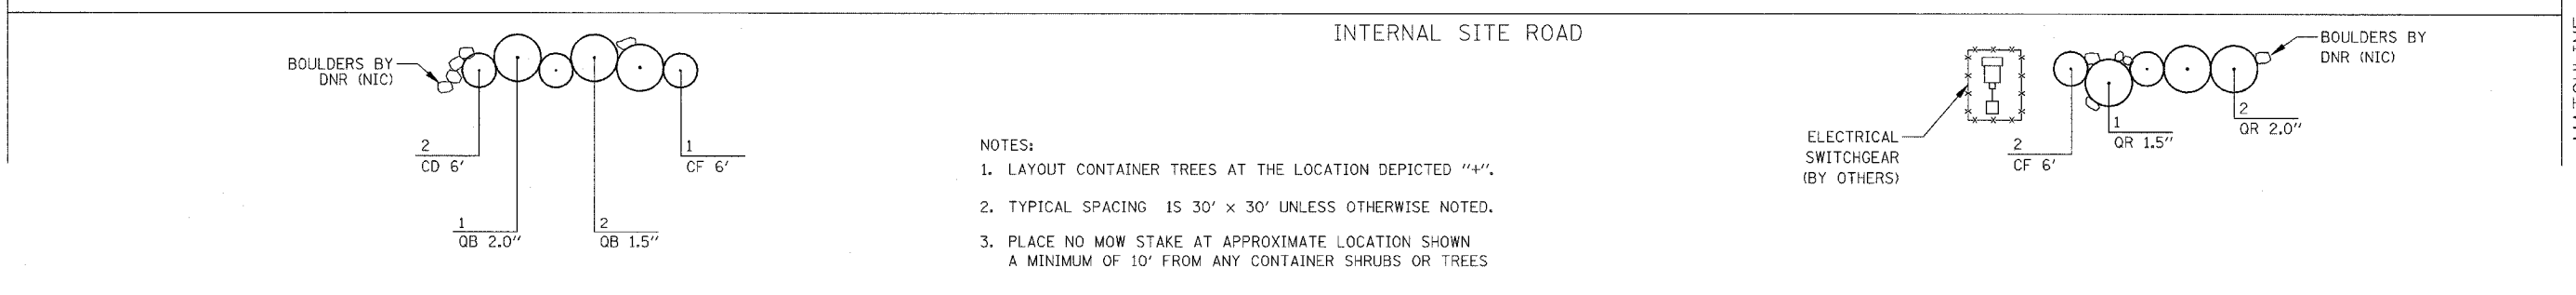 INTERNAL SITE ROAD
BOULDERS BY
DNR (NIC)
2
CD 6'
1
QB 2.0"
2
QB 1.5"
1
CF 6'
NOTES:
1. LAYOUT CONTAINER TREES AT THE LOCATION DEPICTED "+".
2. TYPICAL SPACING 1S 30' x 30' UNLESS OTHERWISE NOTED.
3. PLACE NO MOW STAKE AT APPROXIMATE LOCATION SHOWN
A MINIMUM OF 10' FROM ANY CONTAINER SHRUBS OR TREES
ELECTRICAL
SWITCHGEAR
(BY OTHERS)
2
CF 6'
1
QR 1.5"
2
QR 2.0"
BOULDERS BY
DNR (NIC)